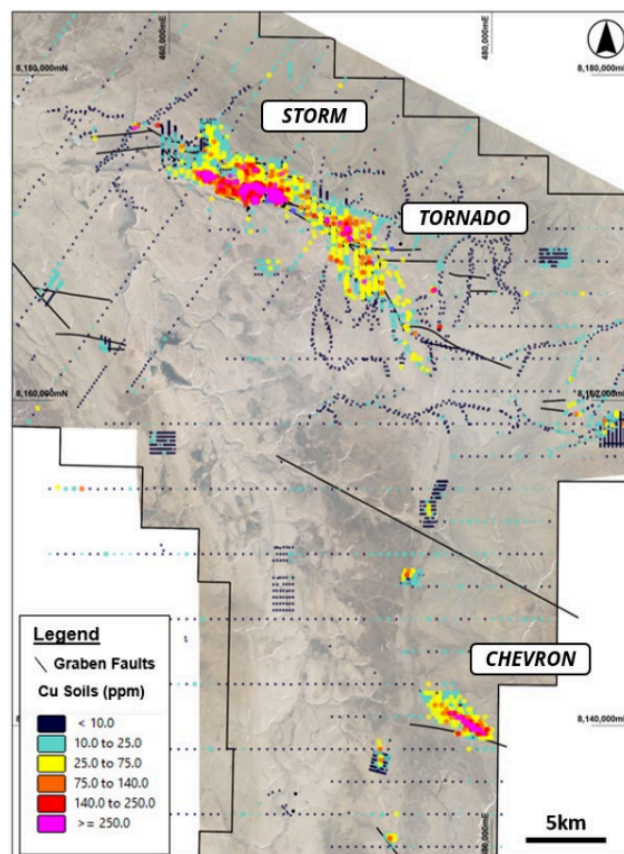 460,000mE
480,000mE
8,180,000mN
8,180,000mN
STORM
TORNADO
8,160,000mN
8,160,000mN
CHEVRON
Legend
Graben Faults
Cu Soils (ppm)
< 10.0
10.0 to 25.0
25.0 to 75.0
75.0 to 140.0
140.0 to 250.0
>= 250.0
8,140,000mN
5km